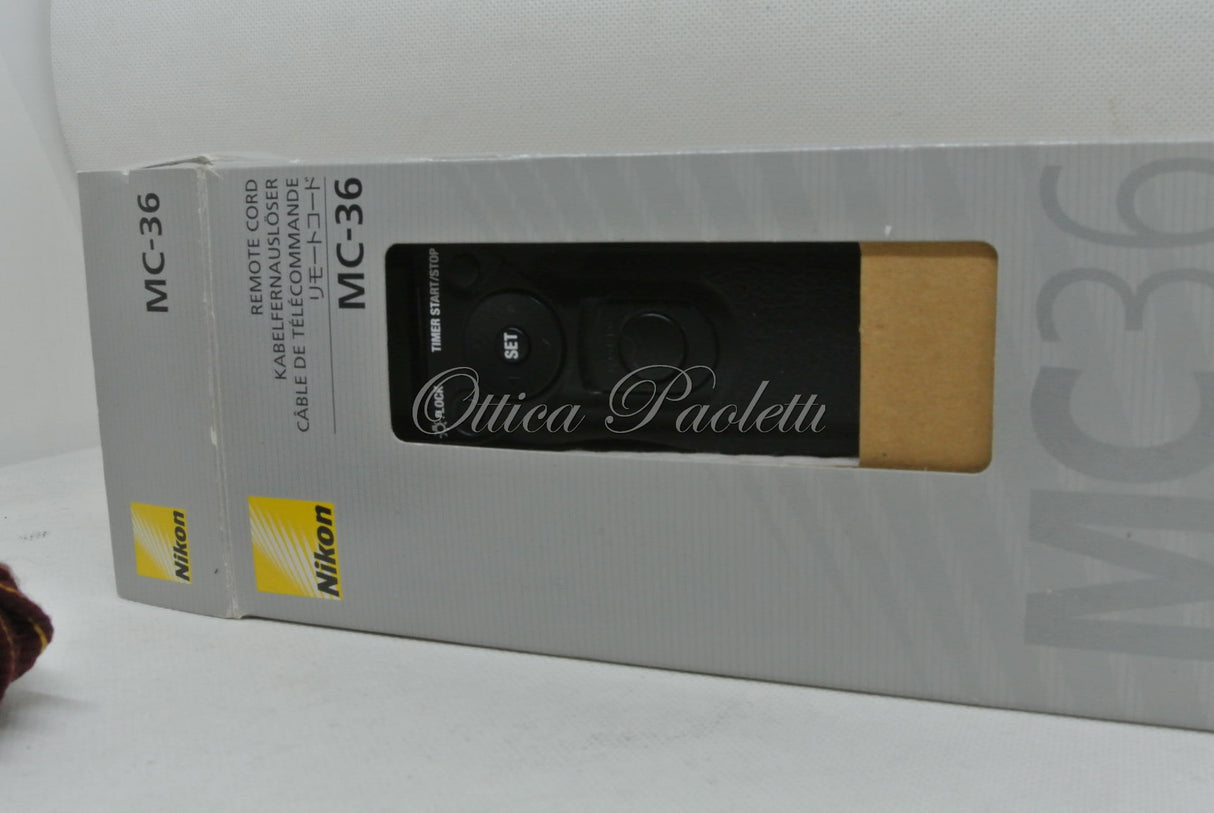 MC-36
Nikon
REMOTE CORD
KABELFERNAUSLÖSER
CÂBLE DE TÉLÉCOMMANDE
リモートコード
MC-36
Nikon
TIMER START/STOP
SET
LOCK
Ottica Paoletti
MC36